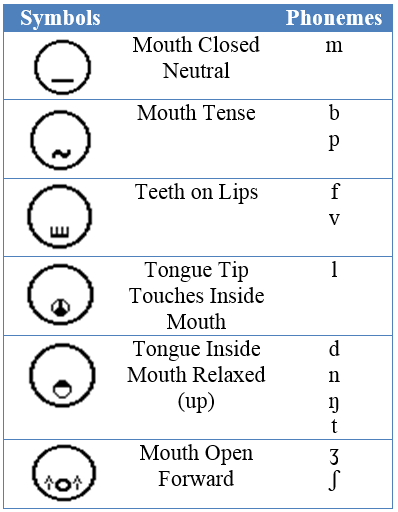 Symbols Phonemes
Mouth Closed m
Neutral
Mouth Tense b
p
Teeth on Lips f
v
Tongue Tip l
Touches Inside
Mouth
Tongue Inside d
Mouth Relaxed n
(up) ŋ
t
Mouth Open ʒ
Forward ʃ